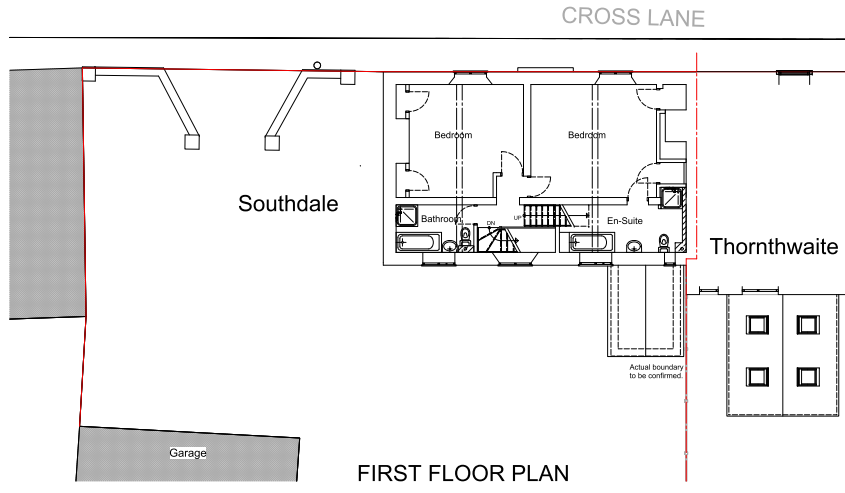 CROSS LANE
Bedroom
Bedroom
Southdale
Bathroom
DN
UP
En-Suite
Thornthwaite
Actual boundary
to be confirmed.
Garage
FIRST FLOOR PLAN